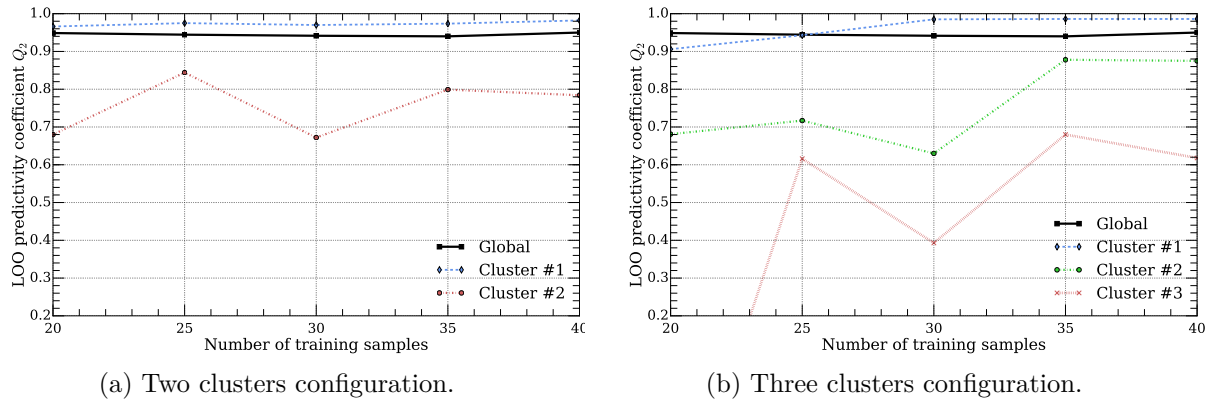 1.0
0.9
0.8
0.7
0.6
0.5
0.4
0.3
0.2
LOO predictivity coefficient Q₂
20 25 30 35 40
Number of training samples
Global
Cluster #1
Cluster #2
(a) Two clusters configuration.
1.0
0.9
0.8
0.7
0.6
0.5
0.4
0.3
0.2
LOO predictivity coefficient Q₂
20 25 30 35 40
Number of training samples
Global
Cluster #1
Cluster #2
Cluster #3
(b) Three clusters configuration.